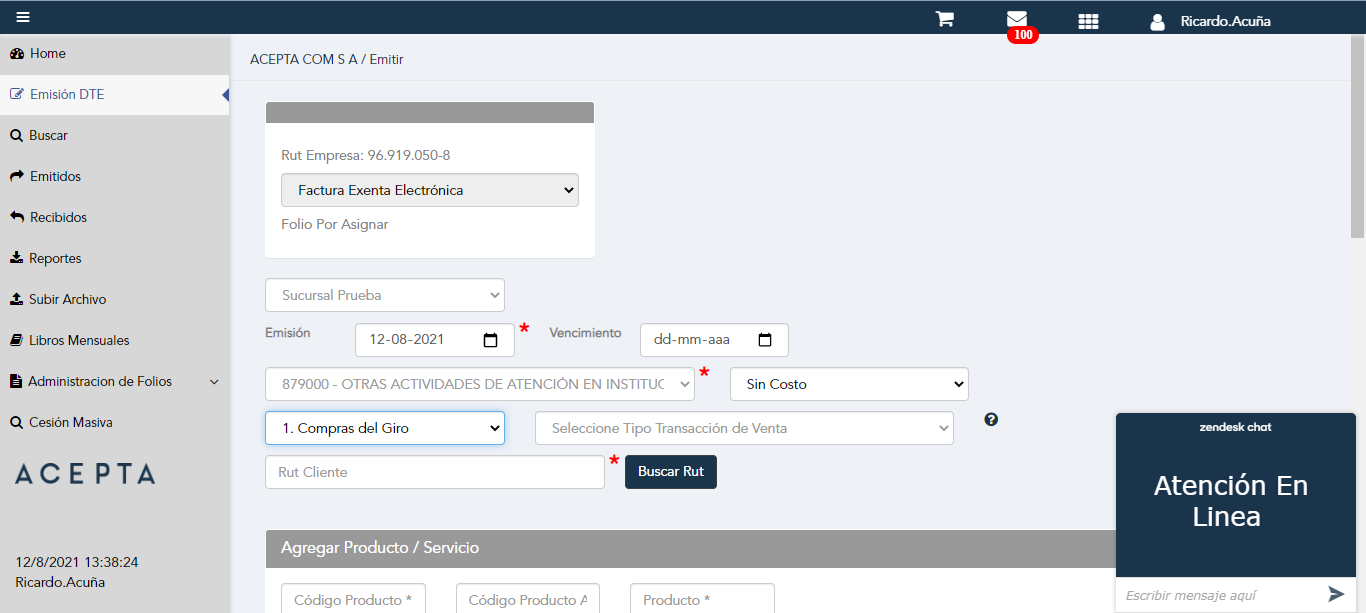 Ricardo.Acuña
100
Home
Emisión DTE
Buscar
Emitidos
Recibidos
Reportes
Subir Archivo
Libros Mensuales
Administracion de Folios
Cesión Masiva
ACEPTA
12/8/2021 13:38:24
Ricardo.Acuña
ACEPTA COM S A / Emitir
Rut Empresa: 96.919.050-8
Factura Exenta Electrónica
Folio Por Asignar
Sucursal Prueba
Emisión 12-08-2021 * Vencimiento dd-mm-aaa
879000 - OTRAS ACTIVIDADES DE ATENCIÓN EN INSTITUC * Sin Costo
1. Compras del Giro Seleccione Tipo Transacción de Venta ?
Rut Cliente * Buscar Rut
Agregar Producto / Servicio
Código Producto * Código Producto A Producto *
zendesk chat
Atención En
Linea
Escribir mensaje aquí